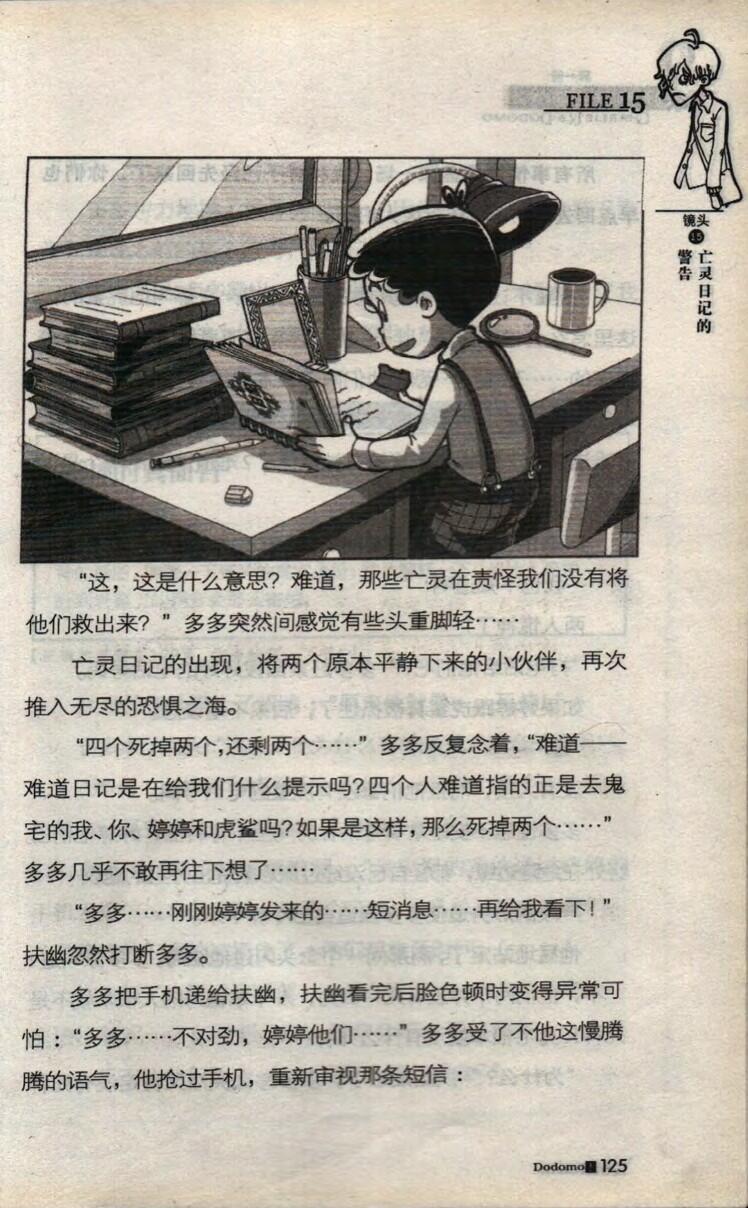 FILE 15
镜头
15
亡灵日记的
警告
“这，这是什么意思？难道，那些亡灵在责怪我们没有将
他们救出来？”多多突然间感觉有些头重脚轻……
亡灵日记的出现，将两个原本平静下来的小伙伴，再次
推入无尽的恐惧之海。
“四个死掉两个，还剩两个……”多多反复念着，“难道——
难道日记是在给我们什么提示吗？四个人难道指的正是去鬼
宅的我、你、婷婷和虎鲨吗？如果是这样，那么死掉两个……”
多多几乎不敢再往下想了……
“多多……刚刚婷婷发来的……短消息……再给我看下！”
扶幽忽然打断多多。
多多把手机递给扶幽，扶幽看完后脸色顿时变得异常可
怕：“多多……不对劲，婷婷他们……”多多受了不他这慢腾
腾的语气，他抢过手机，重新审视那条短信：
Dodomo 1 125